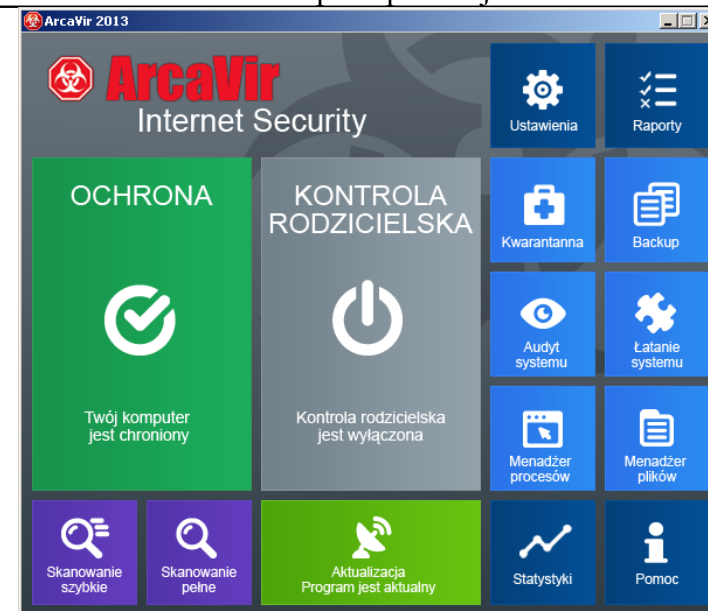 ArcaVir 2013
ArcaVir
Internet Security
Ustawienia
Raporty
OCHRONA
Twój komputer
jest chroniony
KONTROLA
RODZICIELSKA
Kontrola rodzicielska
jest wyłączona
Kwarantanna
Backup
Audyt
systemu
Łatanie
systemu
Menadżer
procesów
Menadżer
plików
Skanowanie
szybkie
Skanowanie
pełne
Aktualizacja
Program jest aktualny
Statystyki
Pomoc